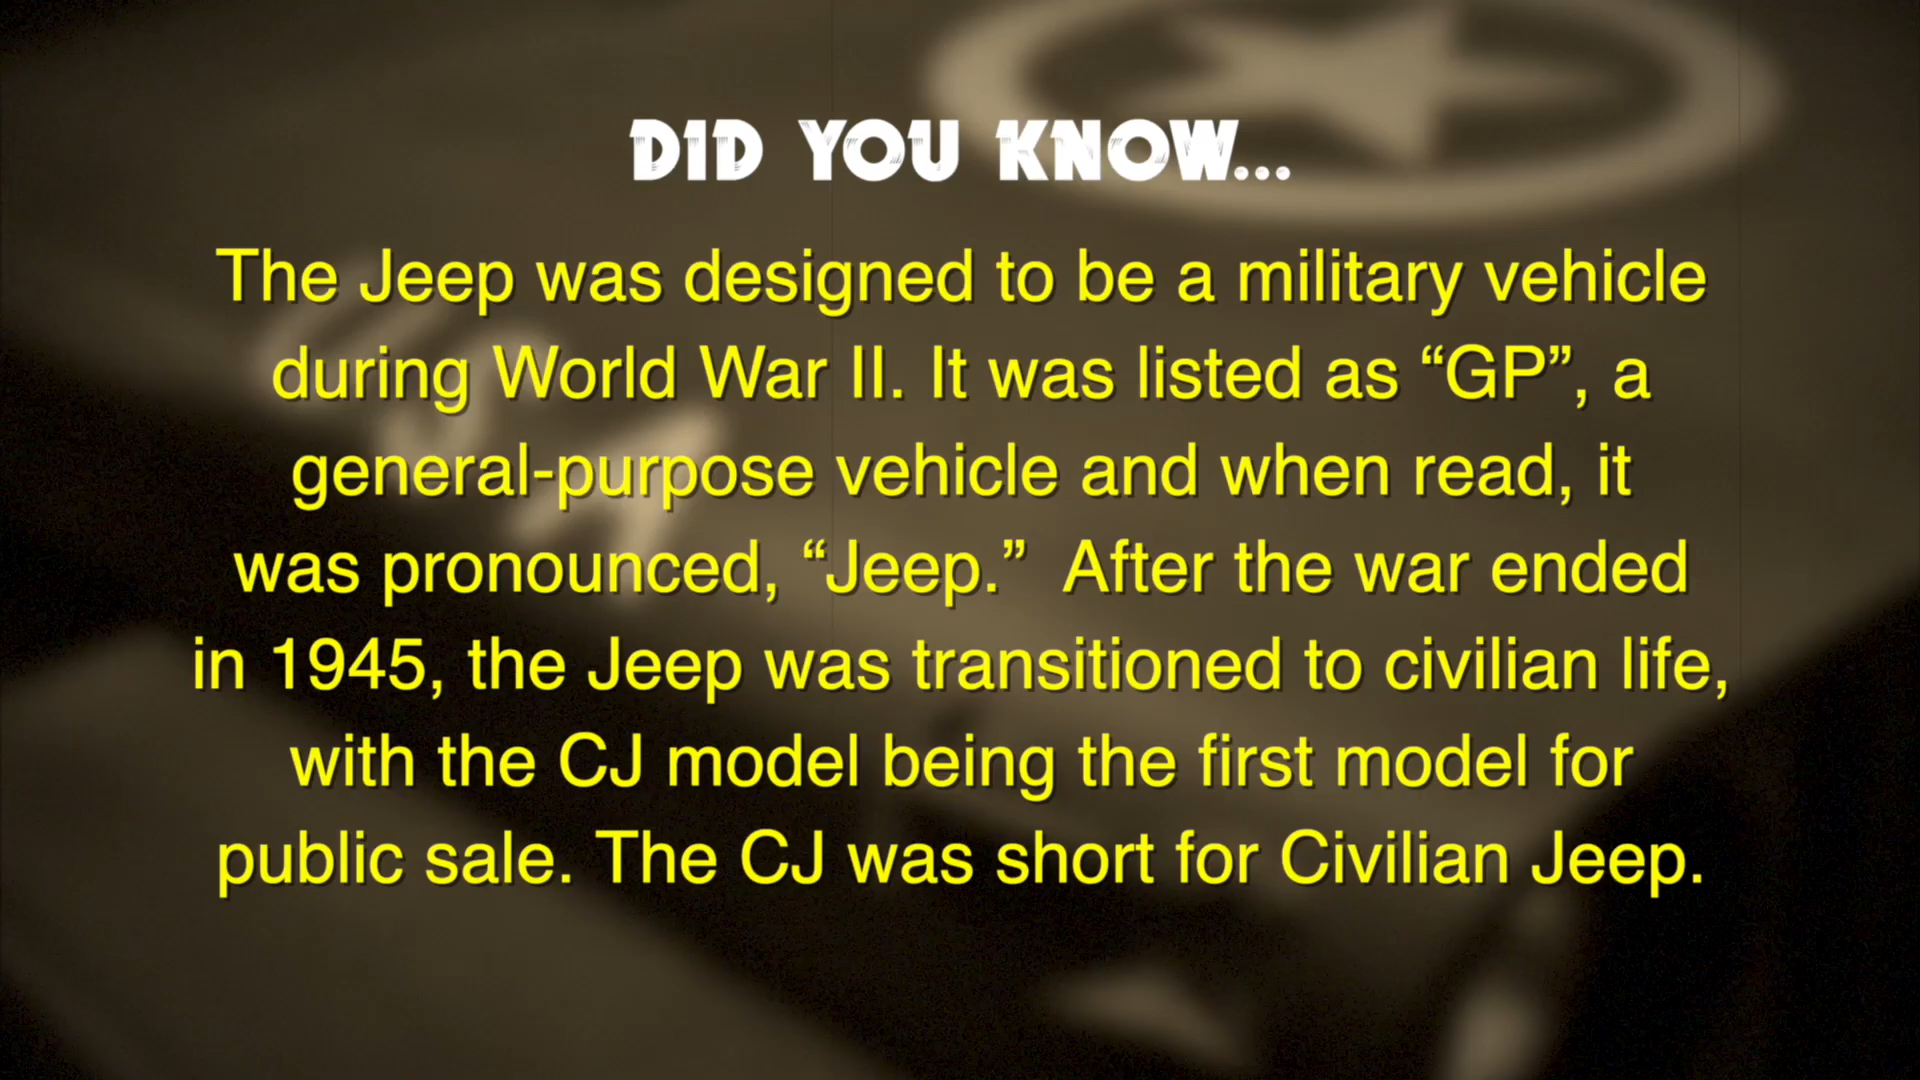 DID YOU KNOW...
The Jeep was designed to be a military vehicle
during World War II. It was listed as “GP”, a
general-purpose vehicle and when read, it
was pronounced, “Jeep.”  After the war ended
in 1945, the Jeep was transitioned to civilian life,
with the CJ model being the first model for
public sale. The CJ was short for Civilian Jeep.
USA